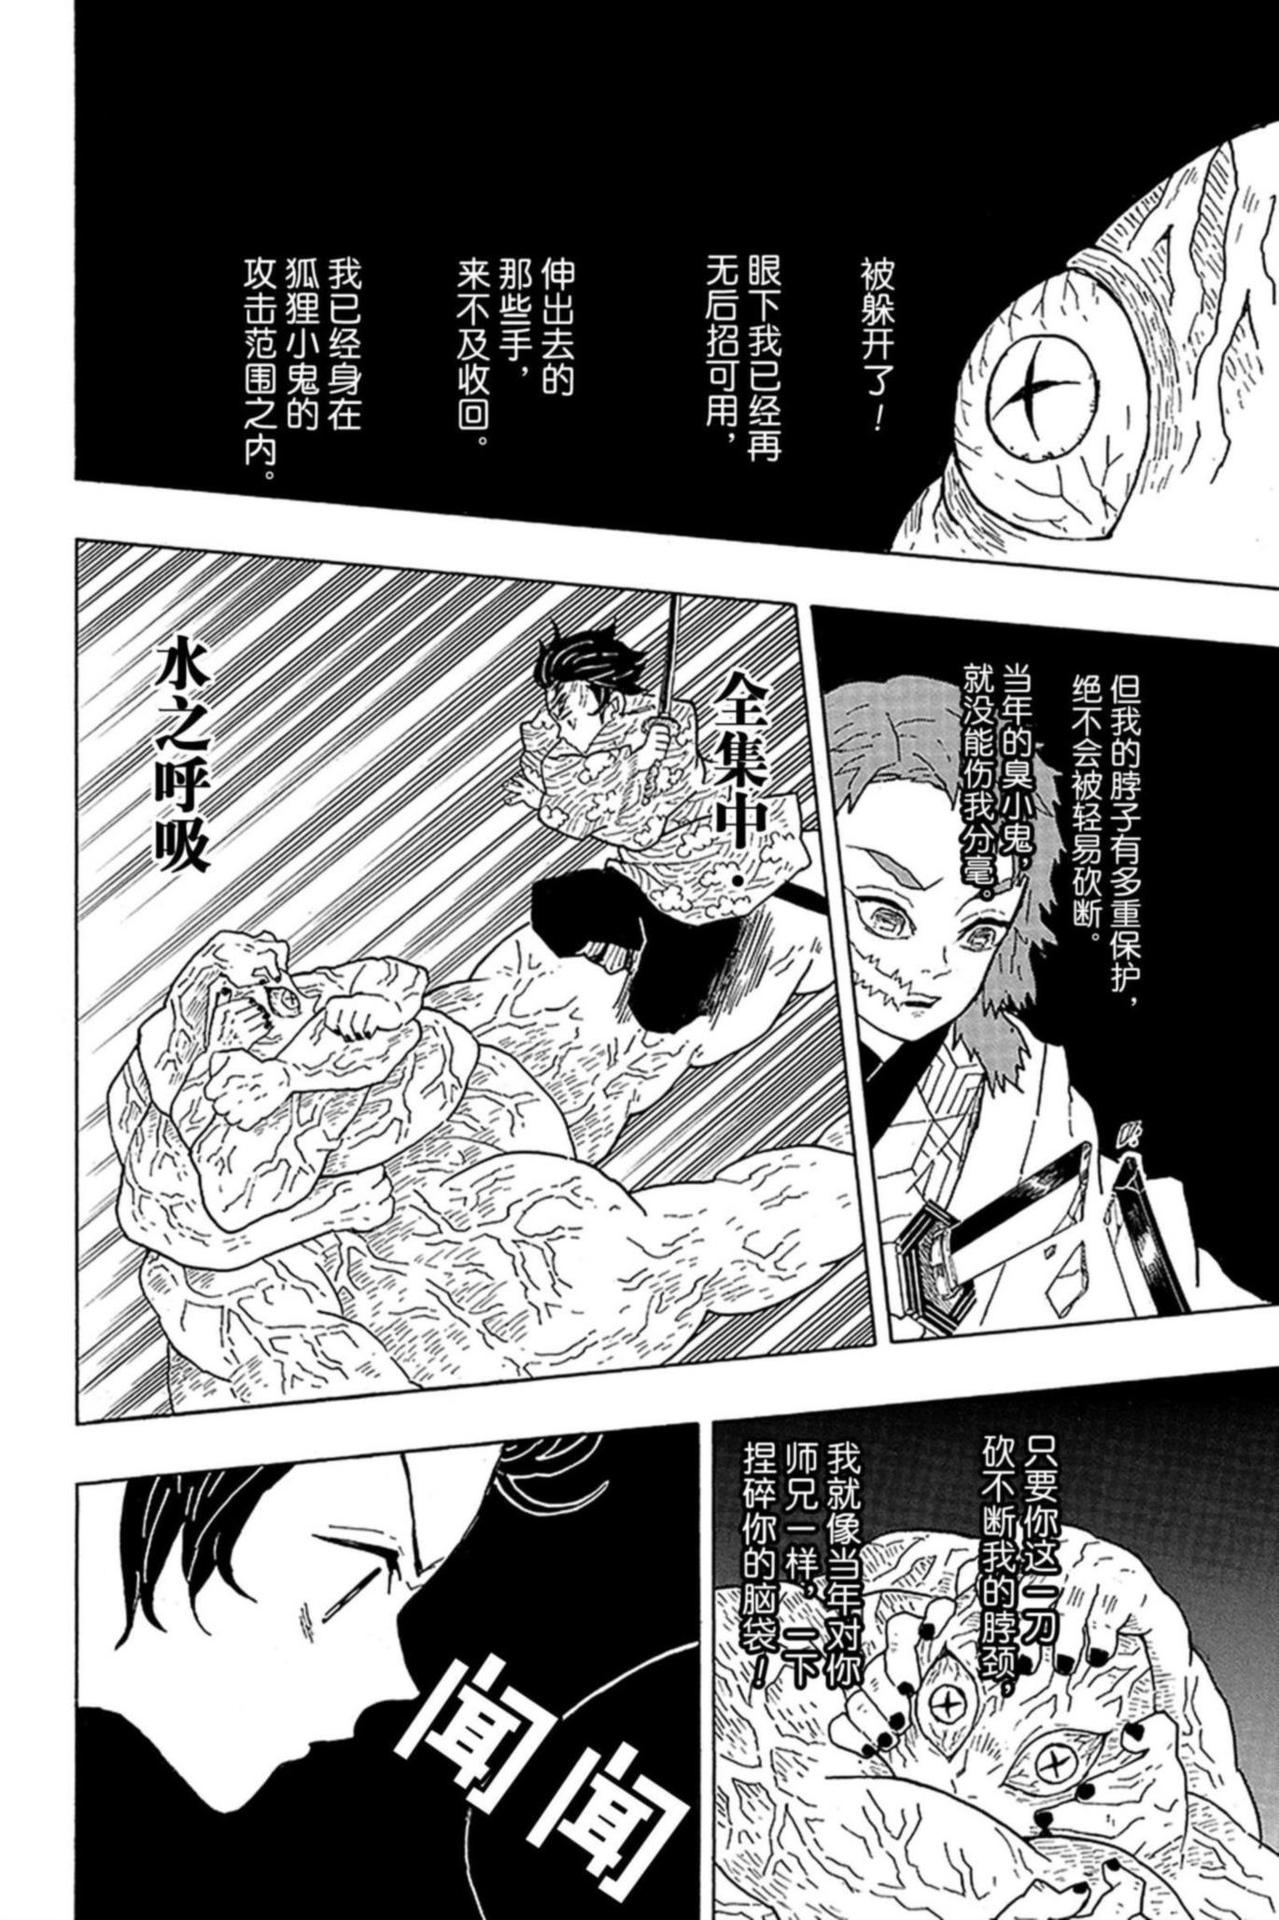 被躲开了！
眼下我已经再
无后招可用，
伸出去的
那些手，
来不及收回。
我已经身在
狐狸小鬼的
攻击范围之内。
但我的脖子有多重保护，
绝不会被轻易砍断。
当年的臭小鬼，
就没能伤我分毫。
全集中·
水之呼吸
只要你这一刀
砍不断我的脖颈，
我就像当年对你
师兄一样，一下
捏碎你的脑袋！
闻闻